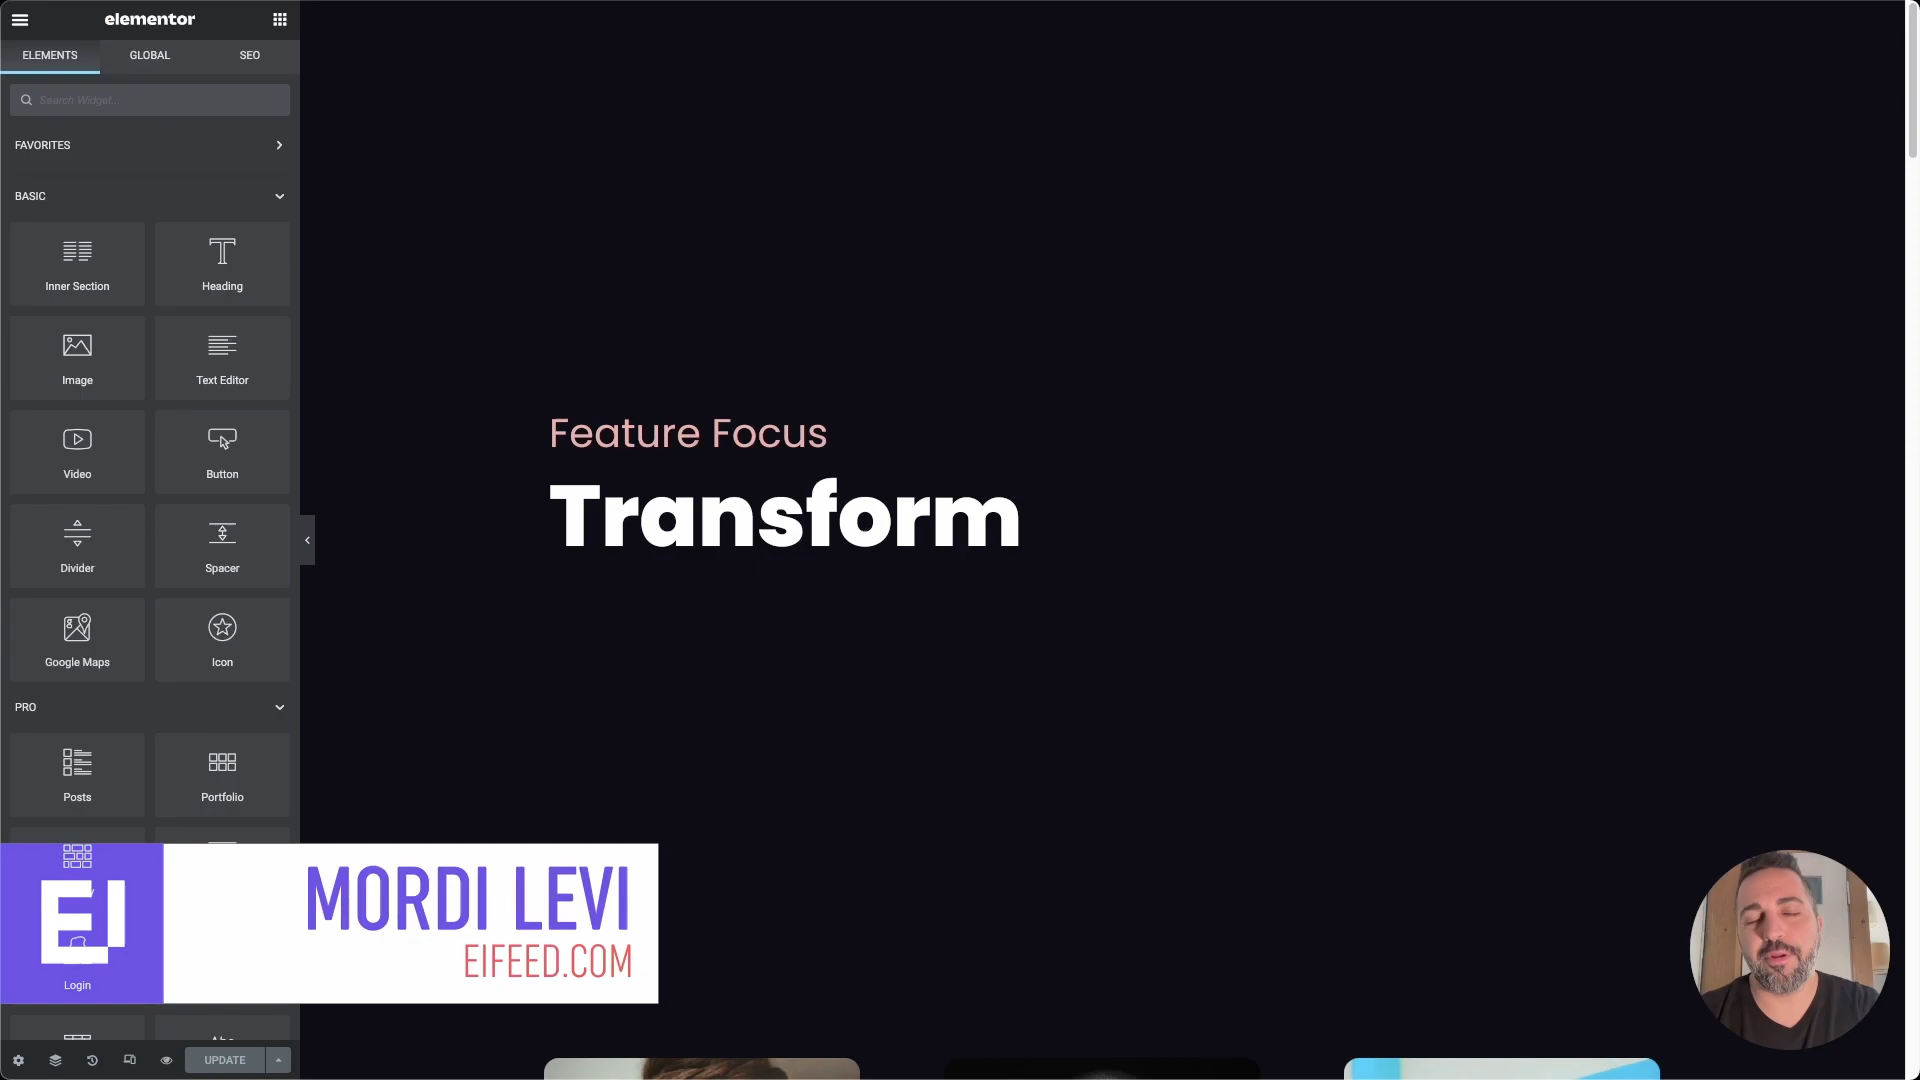 elementor
ELEMENTS
GLOBAL
SEO
Search Widget...
FAVORITES
BASIC
Inner Section
Heading
Image
Text Editor
Video
Button
Divider
Spacer
Google Maps
Icon
PRO
Posts
Portfolio
Login
UPDATE
Feature Focus
Transform
EI
MORDI LEVI
EIFEED.COM